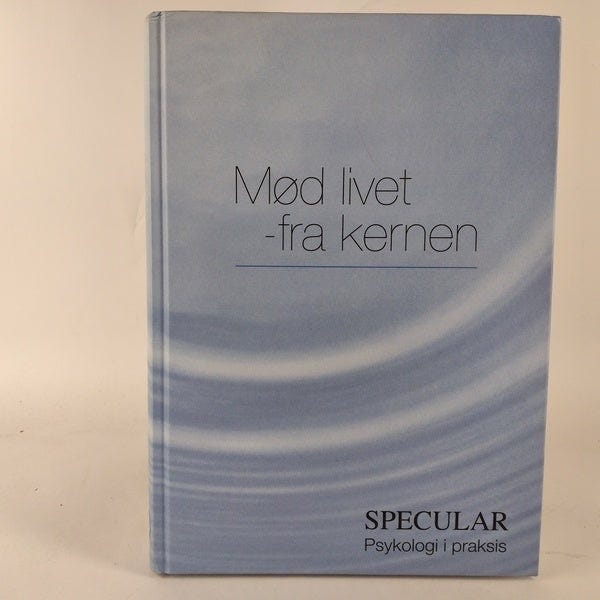 Mød livet
-fra kernen
SPECULAR
Psykologi i praksis